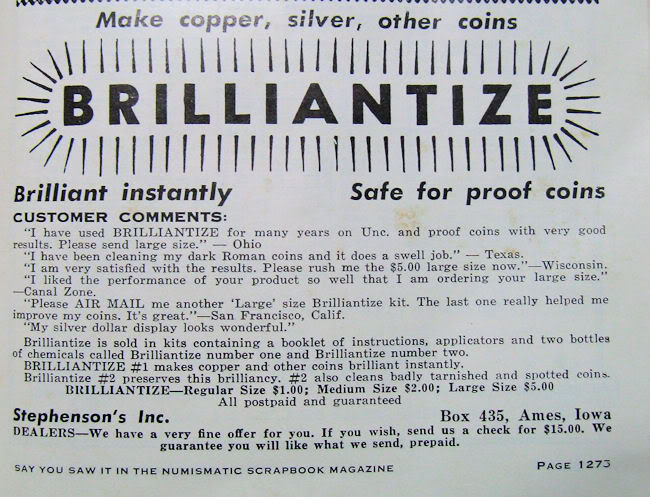 Make copper, silver, other coins
BRILLIANTIZE
Brilliant instantly Safe for proof coins
CUSTOMER COMMENTS:
"I have used BRILLIANTIZE for many years on Unc. and proof coins with very good
results. Please send large size." — Ohio
"I have been cleaning my dark Roman coins and it does a swell job." — Texas.
"I am very satisfied with the results. Please rush me the $5.00 large size now."—Wisconsin.
"I liked the performance of your product so well that I am ordering your large size."
—Canal Zone.
"Please AIR MAIL me another 'Large' size Brilliantize kit. The last one really helped me
improve my coins. It's great."—San Francisco, Calif.
"My silver dollar display looks wonderful."
Brilliantize is sold in kits containing a booklet of instructions, applicators and two bottles
of chemicals called Brilliantize number one and Brilliantize number two.
BRILLIANTIZE #1 makes copper and other coins brilliant instantly.
Brilliantize #2 preserves this brilliancy. #2 also cleans badly tarnished and spotted coins.
BRILLIANTIZE—Regular Size $1.00; Medium Size $2.00; Large Size $5.00
All postpaid and guaranteed
Stephenson's Inc. Box 435, Ames, Iowa
DEALERS—We have a very fine offer for you. If you wish, send us a check for $15.00. We
guarantee you will like what we send, prepaid.
SAY YOU SAW IT IN THE NUMISMATIC SCRAPBOOK MAGAZINE PAGE 1273